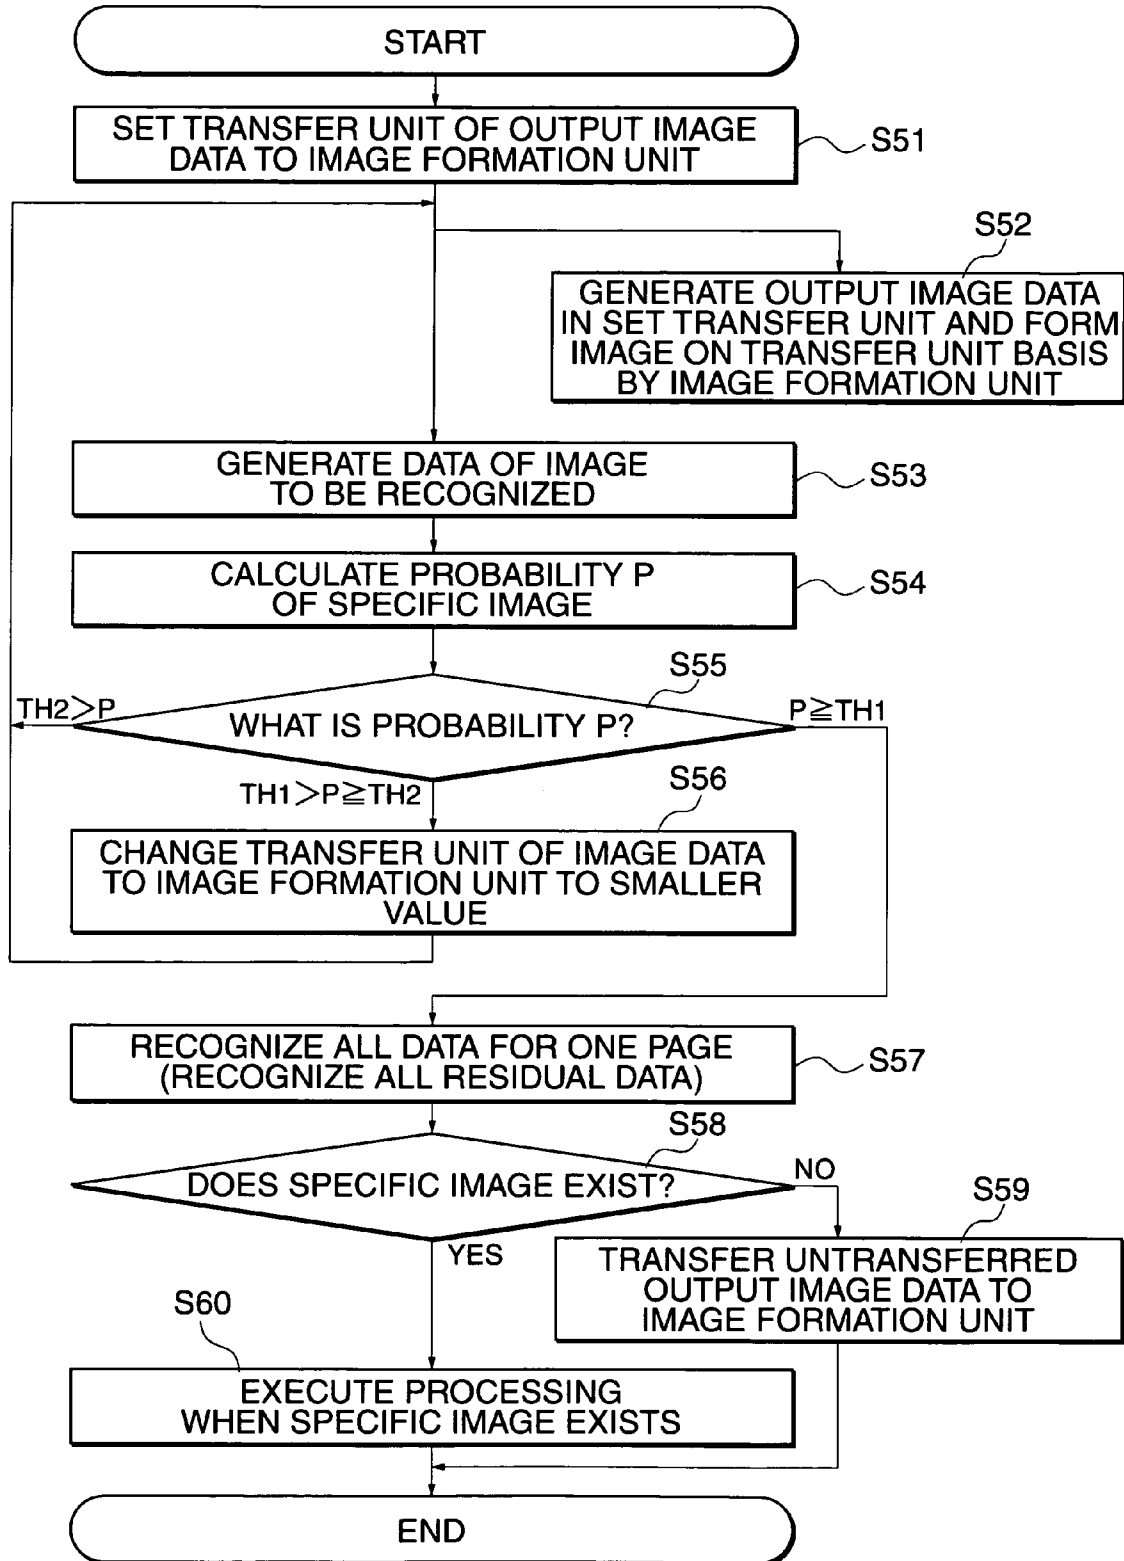 START
SET TRANSFER UNIT OF OUTPUT IMAGE
DATA TO IMAGE FORMATION UNIT
S51
S52
GENERATE OUTPUT IMAGE DATA
IN SET TRANSFER UNIT AND FORM
IMAGE ON TRANSFER UNIT BASIS
BY IMAGE FORMATION UNIT
GENERATE DATA OF IMAGE
TO BE RECOGNIZED
S53
CALCULATE PROBABILITY P
OF SPECIFIC IMAGE
S54
S55
TH2>P
WHAT IS PROBABILITY P?
P≧TH1
TH1>P≧TH2
S56
CHANGE TRANSFER UNIT OF IMAGE DATA
TO IMAGE FORMATION UNIT TO SMALLER
VALUE
RECOGNIZE ALL DATA FOR ONE PAGE
(RECOGNIZE ALL RESIDUAL DATA)
S57
S58
DOES SPECIFIC IMAGE EXIST?
NO
YES
S59
TRANSFER UNTRANSFERRED
OUTPUT IMAGE DATA TO
IMAGE FORMATION UNIT
S60
EXECUTE PROCESSING
WHEN SPECIFIC IMAGE EXISTS
END